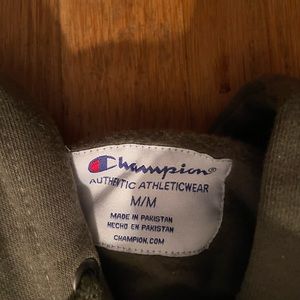 Champion®
AUTHENTIC ATHLETICWEAR
M/M
MADE IN PAKISTAN
HECHO EN PAKISTAN
CHAMPION.COM